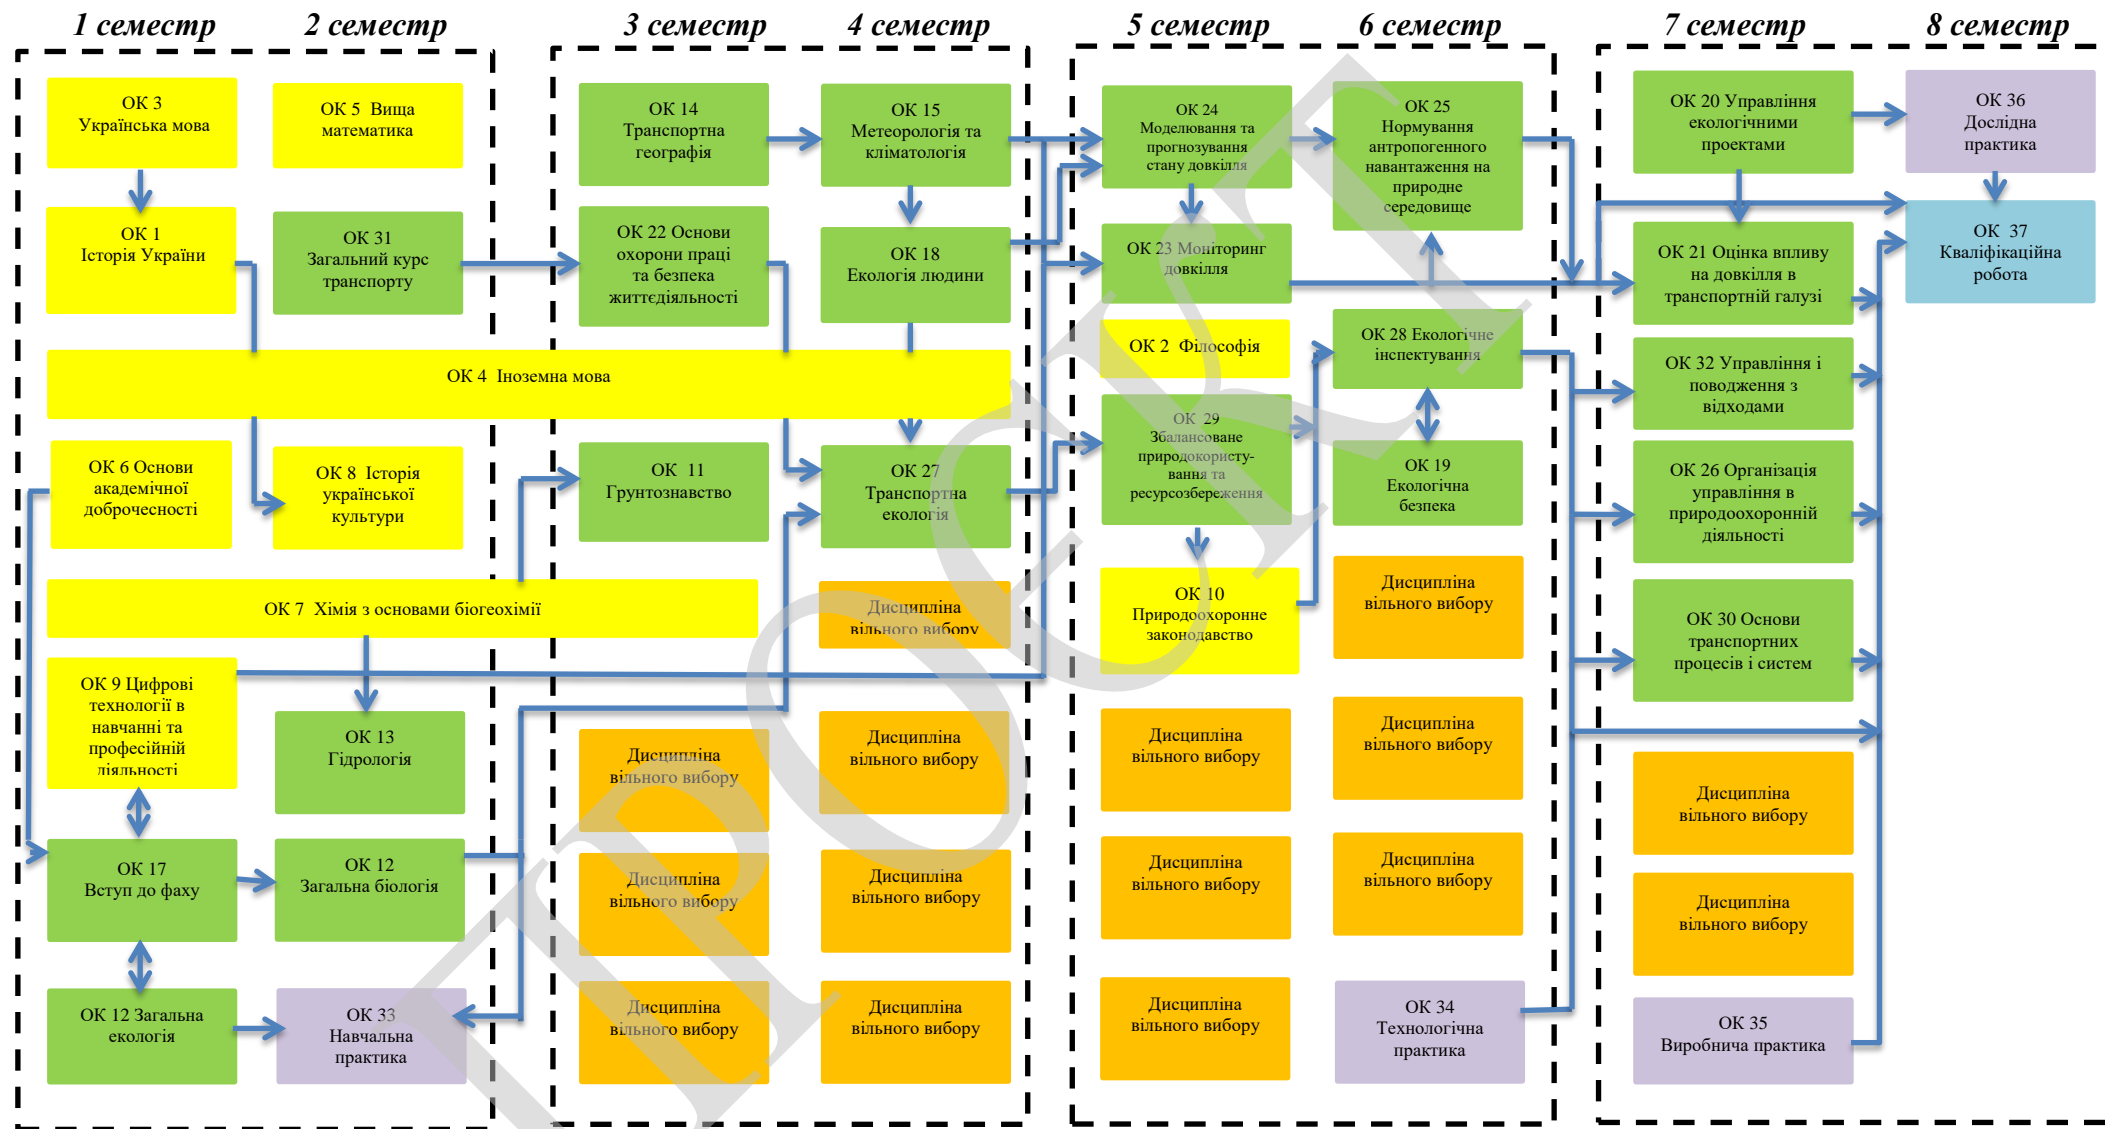 1 семестр
2 семестр
3 семестр
4 семестр
5 семестр
6 семестр
7 семестр
8 семестр
ОК 3
Українська мова
ОК 5 Вища
математика
ОК 1
Історія України
ОК 31
Загальний курс
транспорту
ОК 4 Іноземна мова
ОК 6 Основи
академічної
доброчесності
ОК 8 Історія
української
культури
ОК 7 Хімія з основами біогеохімії
ОК 9 Цифрові
технології в
навчанні та
професійній
діяльності
ОК 13
Гідрологія
ОК 17
Вступ до фаху
ОК 12
Загальна біологія
ОК 12 Загальна
екологія
ОК 33
Навчальна
практика
ОК 14
Транспортна
географія
ОК 15
Метеорологія та
кліматологія
ОК 22 Основи
охорони праці
та безпека
життєдіяльності
ОК 18
Екологія людини
ОК 11
Грунтознавство
ОК 27
Транспортна
екологія
Дисципліна
вільного вибору
Дисципліна
вільного вибору
Дисципліна
вільного вибору
Дисципліна
вільного вибору
Дисципліна
вільного вибору
Дисципліна
вільного вибору
Дисципліна
вільного вибору
ОК 24
Моделювання та
прогнозування
стану довкілля
ОК 25
Нормування
антропогенного
навантаження на
природне
середовище
ОК 23 Моніторинг
довкілля
ОК 2 Філософія
ОК 28 Екологічне
інспектування
ОК 29
Збалансоване
природокористу-
вання та
ресурсозбереження
ОК 19
Екологічна
безпека
ОК 10
Природоохоронне
законодавство
Дисципліна
вільного вибору
Дисципліна
вільного вибору
Дисципліна
вільного вибору
Дисципліна
вільного вибору
Дисципліна
вільного вибору
Дисципліна
вільного вибору
ОК 34
Технологічна
практика
ОК 20 Управління
екологічними
проектами
ОК 36
Дослідна
практика
ОК 21 Оцінка впливу
на довкілля в
транспортній галузі
ОК 37
Кваліфікаційна
робота
ОК 32 Управління і
поводження з
відходами
ОК 26 Організація
управління в
природоохоронній
діяльності
ОК 30 Основи
транспортних
процесів і систем
Дисципліна
вільного вибору
Дисципліна
вільного вибору
ОК 35
Виробнича практика
ПРОЄКТ